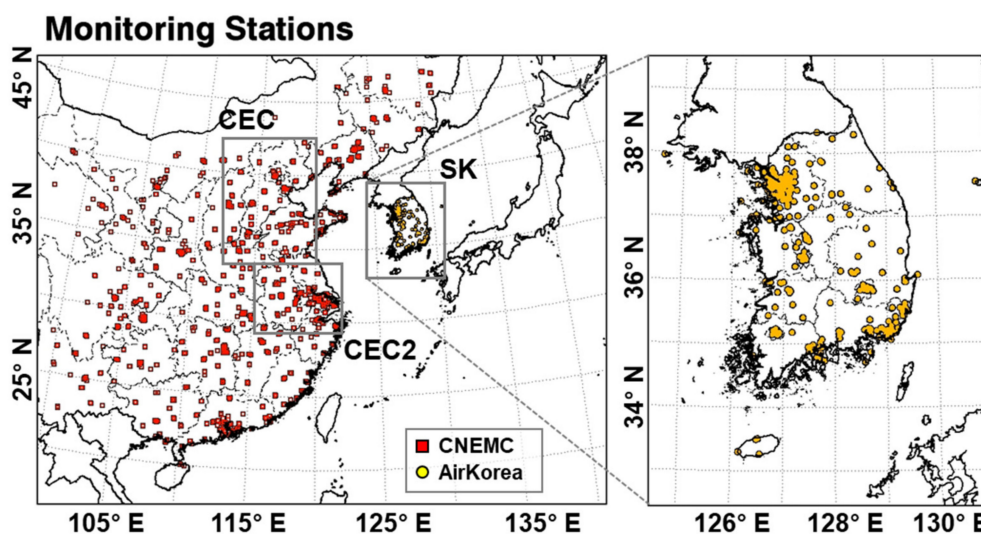 Monitoring Stations
45° N
35° N
25° N
CEC
SK
CEC2
CNEMC
AirKorea
105° E
115° E
125° E
135° E
38° N
36° N
34° N
126° E
128° E
130° E